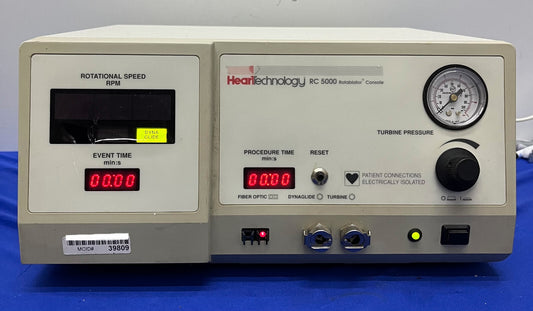 ROTATIONAL SPEED
RPM
DYNA
GLIDE
EVENT TIME
min:s
00:00
MOID# 39809
HeartTechnology RC 5000 Rotablator® Console
PROCEDURE TIME
min:s
RESET
00:00
PATIENT CONNECTIONS
ELECTRICALLY ISOLATED
FIBER OPTIC
DYNAGLIDE
TURBINE
TURBINE PRESSURE